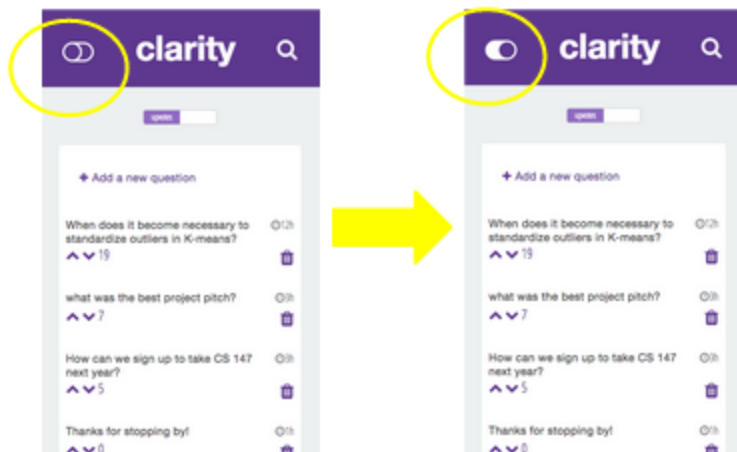 clarity
+ Add a new question
When does it become necessary to
standardize outliers in K-means?
12h
19
what was the best project pitch?
7
How can we sign up to take CS 147
next year?
5
Thanks for stopping by!
0
clarity
+ Add a new question
When does it become necessary to
standardize outliers in K-means?
12h
19
what was the best project pitch?
7
How can we sign up to take CS 147
next year?
5
Thanks for stopping by!
0